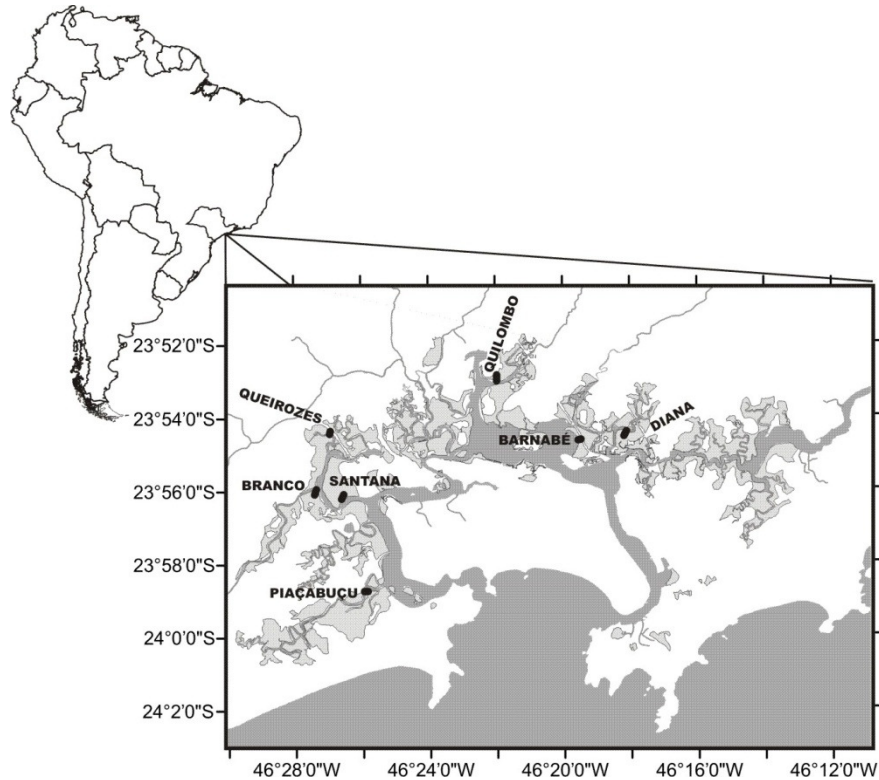 QUILOMBO
23°52'0"S
QUEIROZES
23°54'0"S
DIANA
BARNABÉ
BRANCO
SANTANA
23°56'0"S
23°58'0"S
PIAÇABUÇU
24°0'0"S
24°2'0"S
46°28'0"W 46°24'0"W 46°20'0"W 46°16'0"W 46°12'0"W